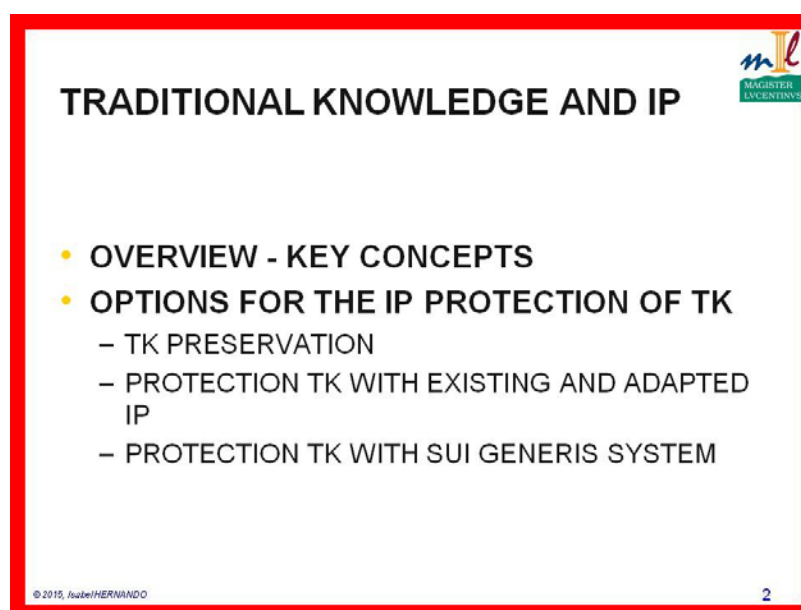 mIl
MAGISTER
LVCENTINVS
TRADITIONAL KNOWLEDGE AND IP
• OVERVIEW - KEY CONCEPTS
• OPTIONS FOR THE IP PROTECTION OF TK
– TK PRESERVATION
– PROTECTION TK WITH EXISTING AND ADAPTED
IP
– PROTECTION TK WITH SUI GENERIS SYSTEM
© 2015, Isabel HERNANDO
2